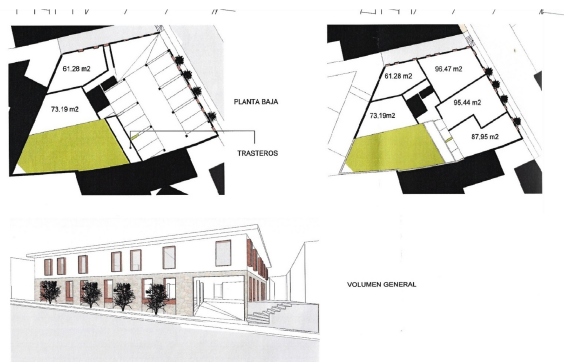 61.28 m2
73.19 m2
PLANTA BAJA
TRASTEROS
61.28 m2
96.47 m2
95.44 m2
73.19m2
87.95 m2
VOLUMEN GENERAL